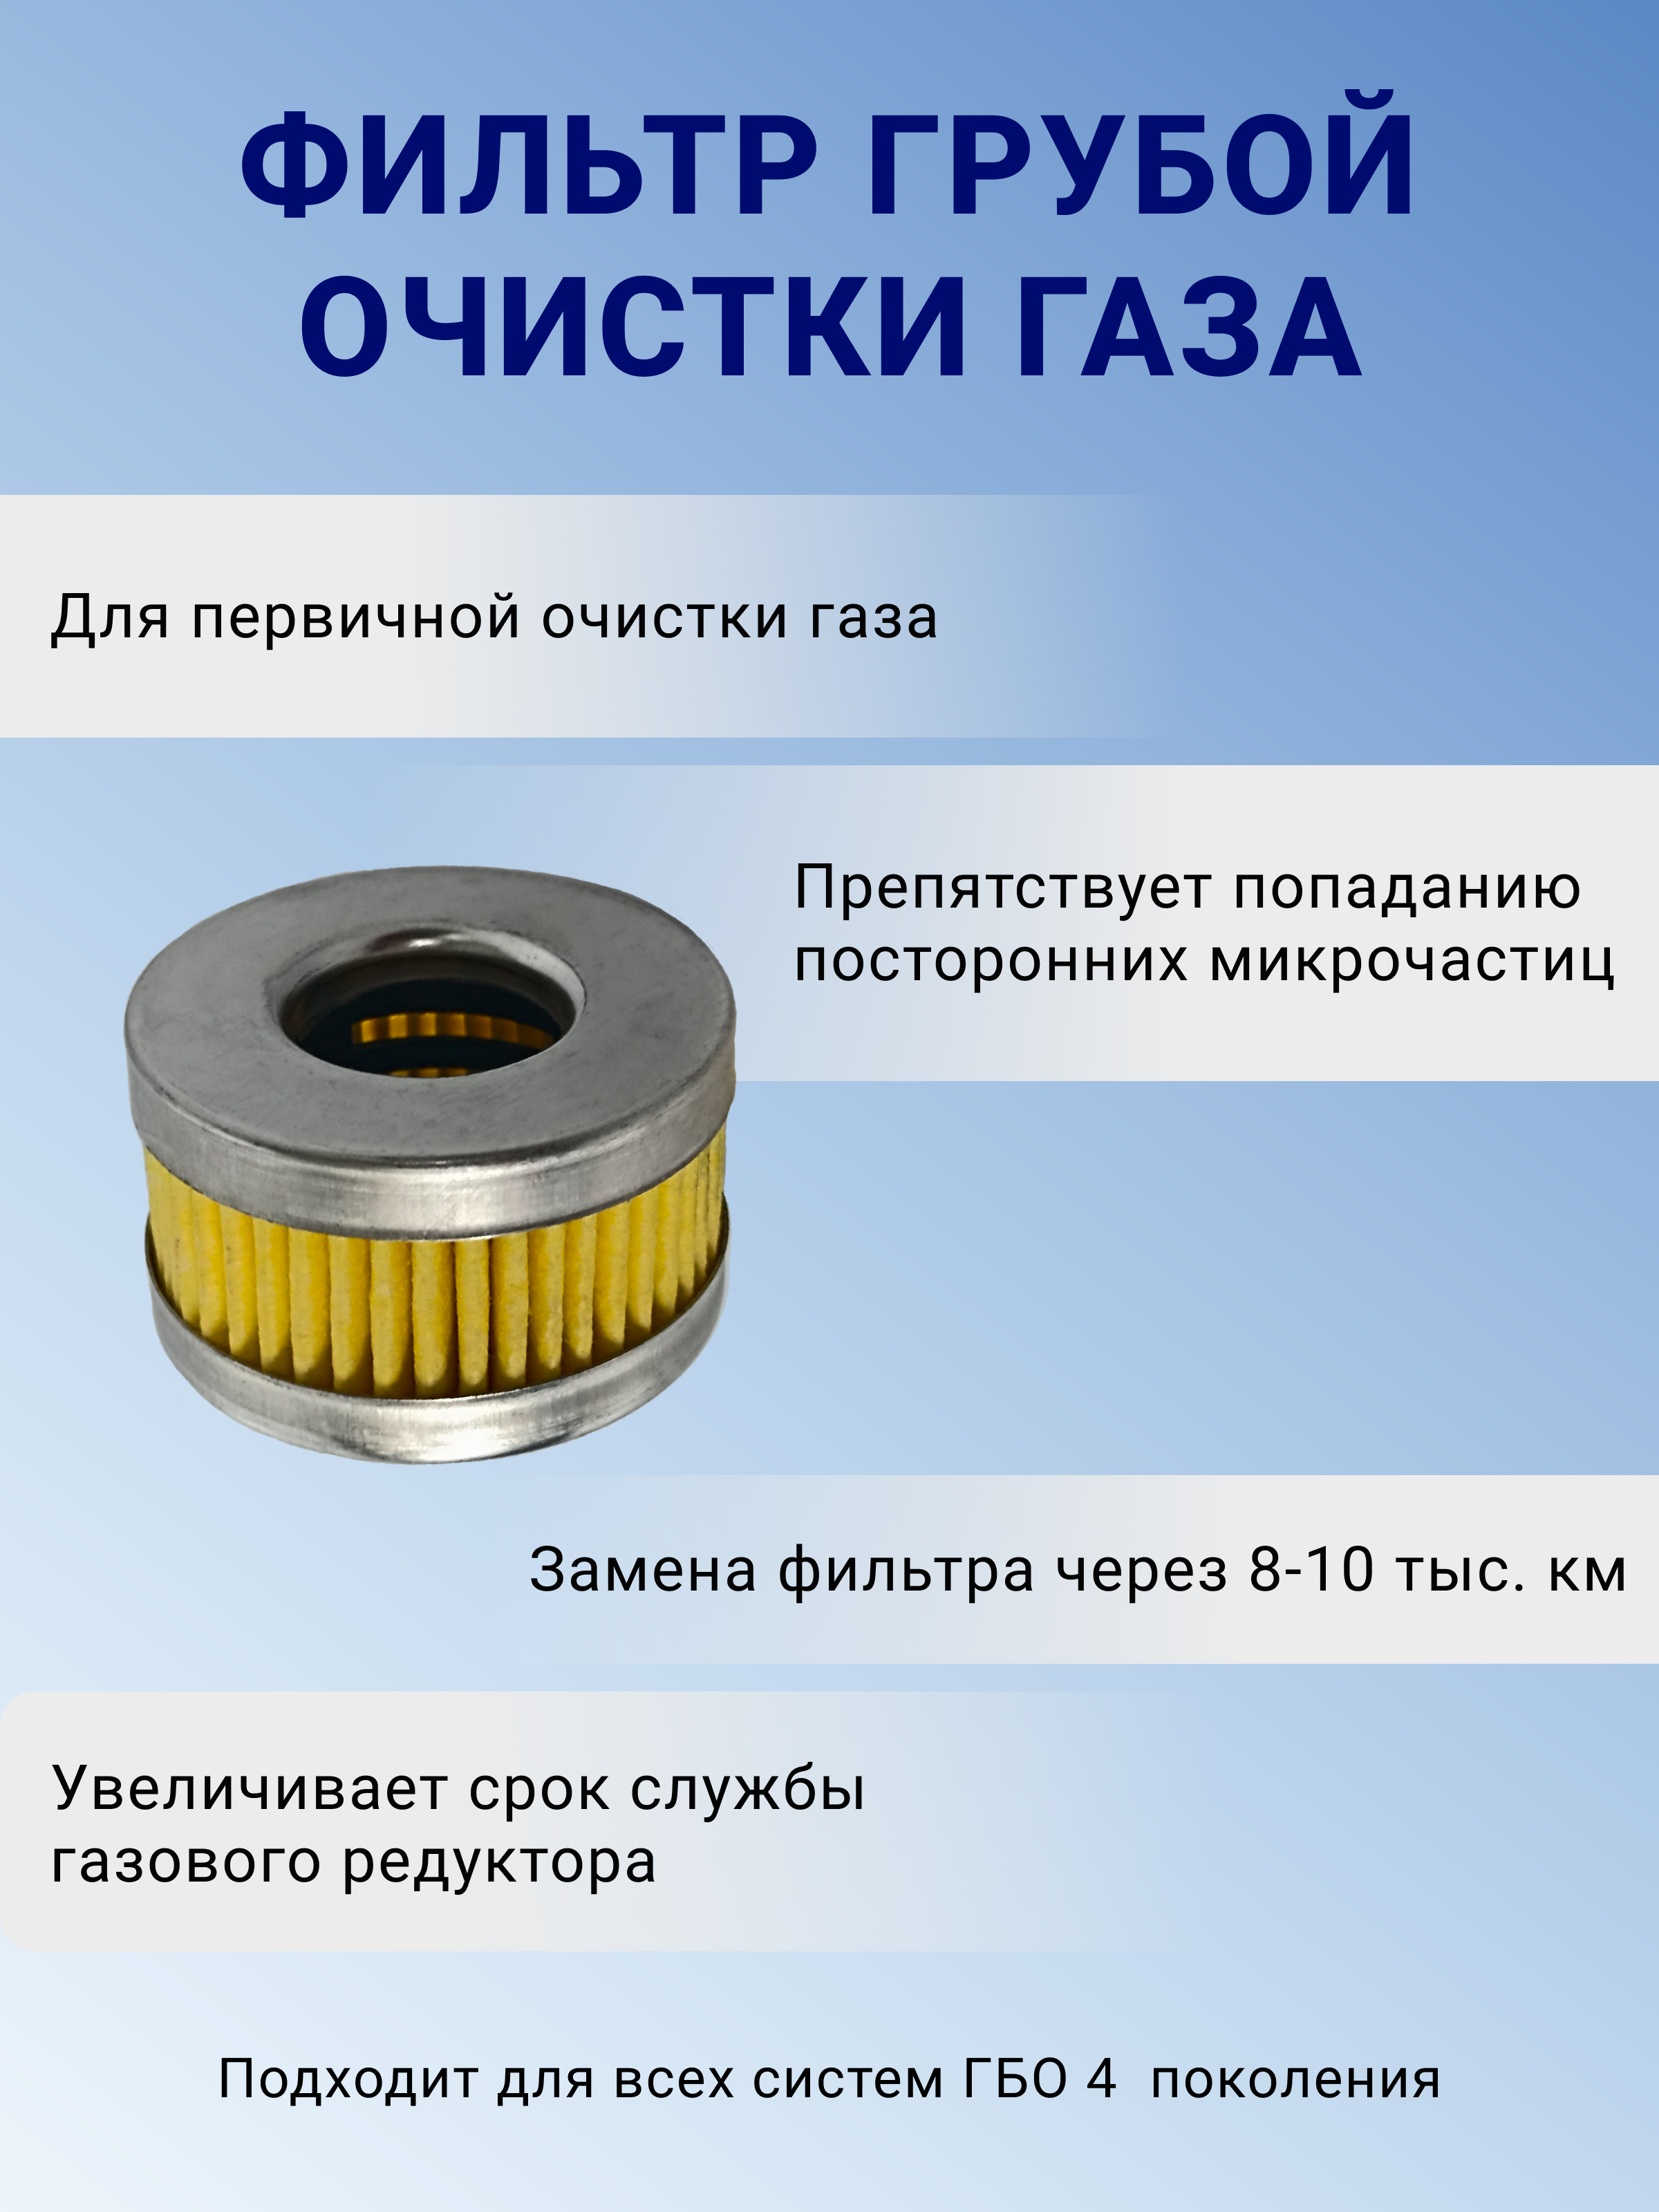 ФИЛЬТР ГРУБОЙ
ОЧИСТКИ ГАЗА
Для первичной очистки газа
Препятствует попаданию
посторонних микрочастиц
Замена фильтра через 8-10 тыс. км
Увеличивает срок службы
газового редуктора
Подходит для всех систем ГБО 4 поколения